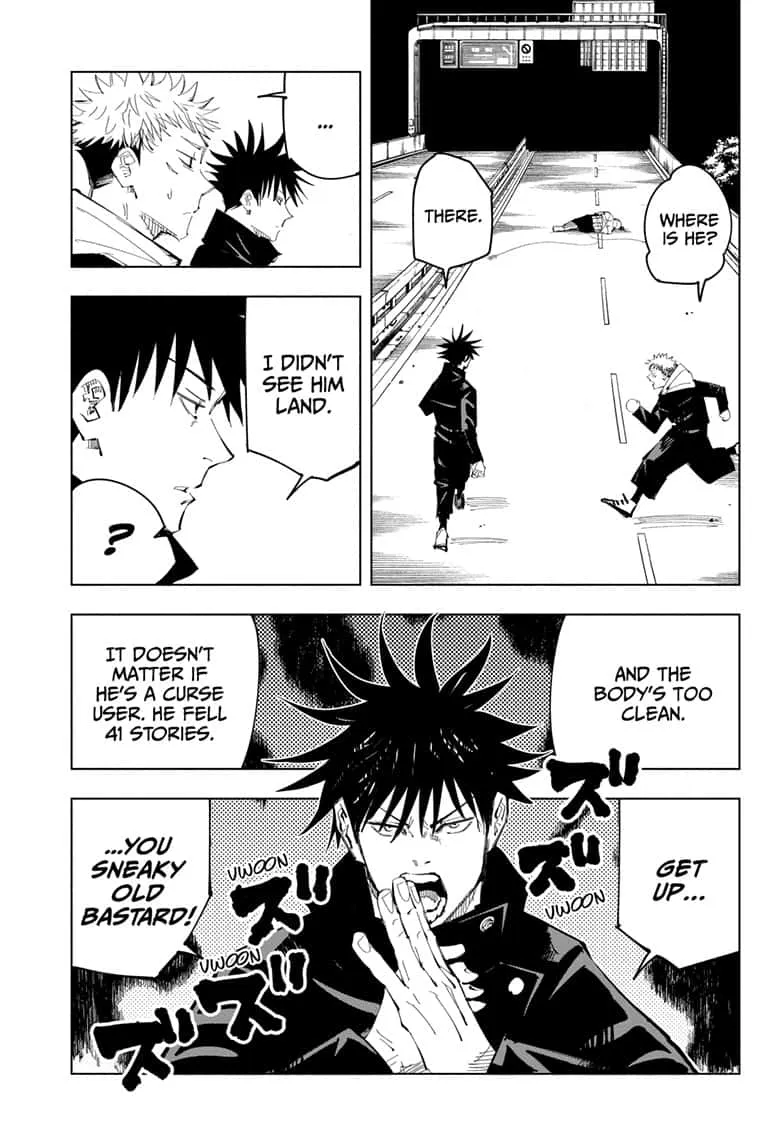 WHERE
IS HE?
THERE.
...
I DIDN'T
SEE HIM
LAND.
?
AND THE
BODY'S TOO
CLEAN.
IT DOESN'T
MATTER IF
HE'S A CURSE
USER. HE FELL
41 STORIES.
GET
UP...
ズズ
VWOON
ズ
VWOON
ズズ
VWOON
...YOU
SNEAKY
OLD
BASTARD!